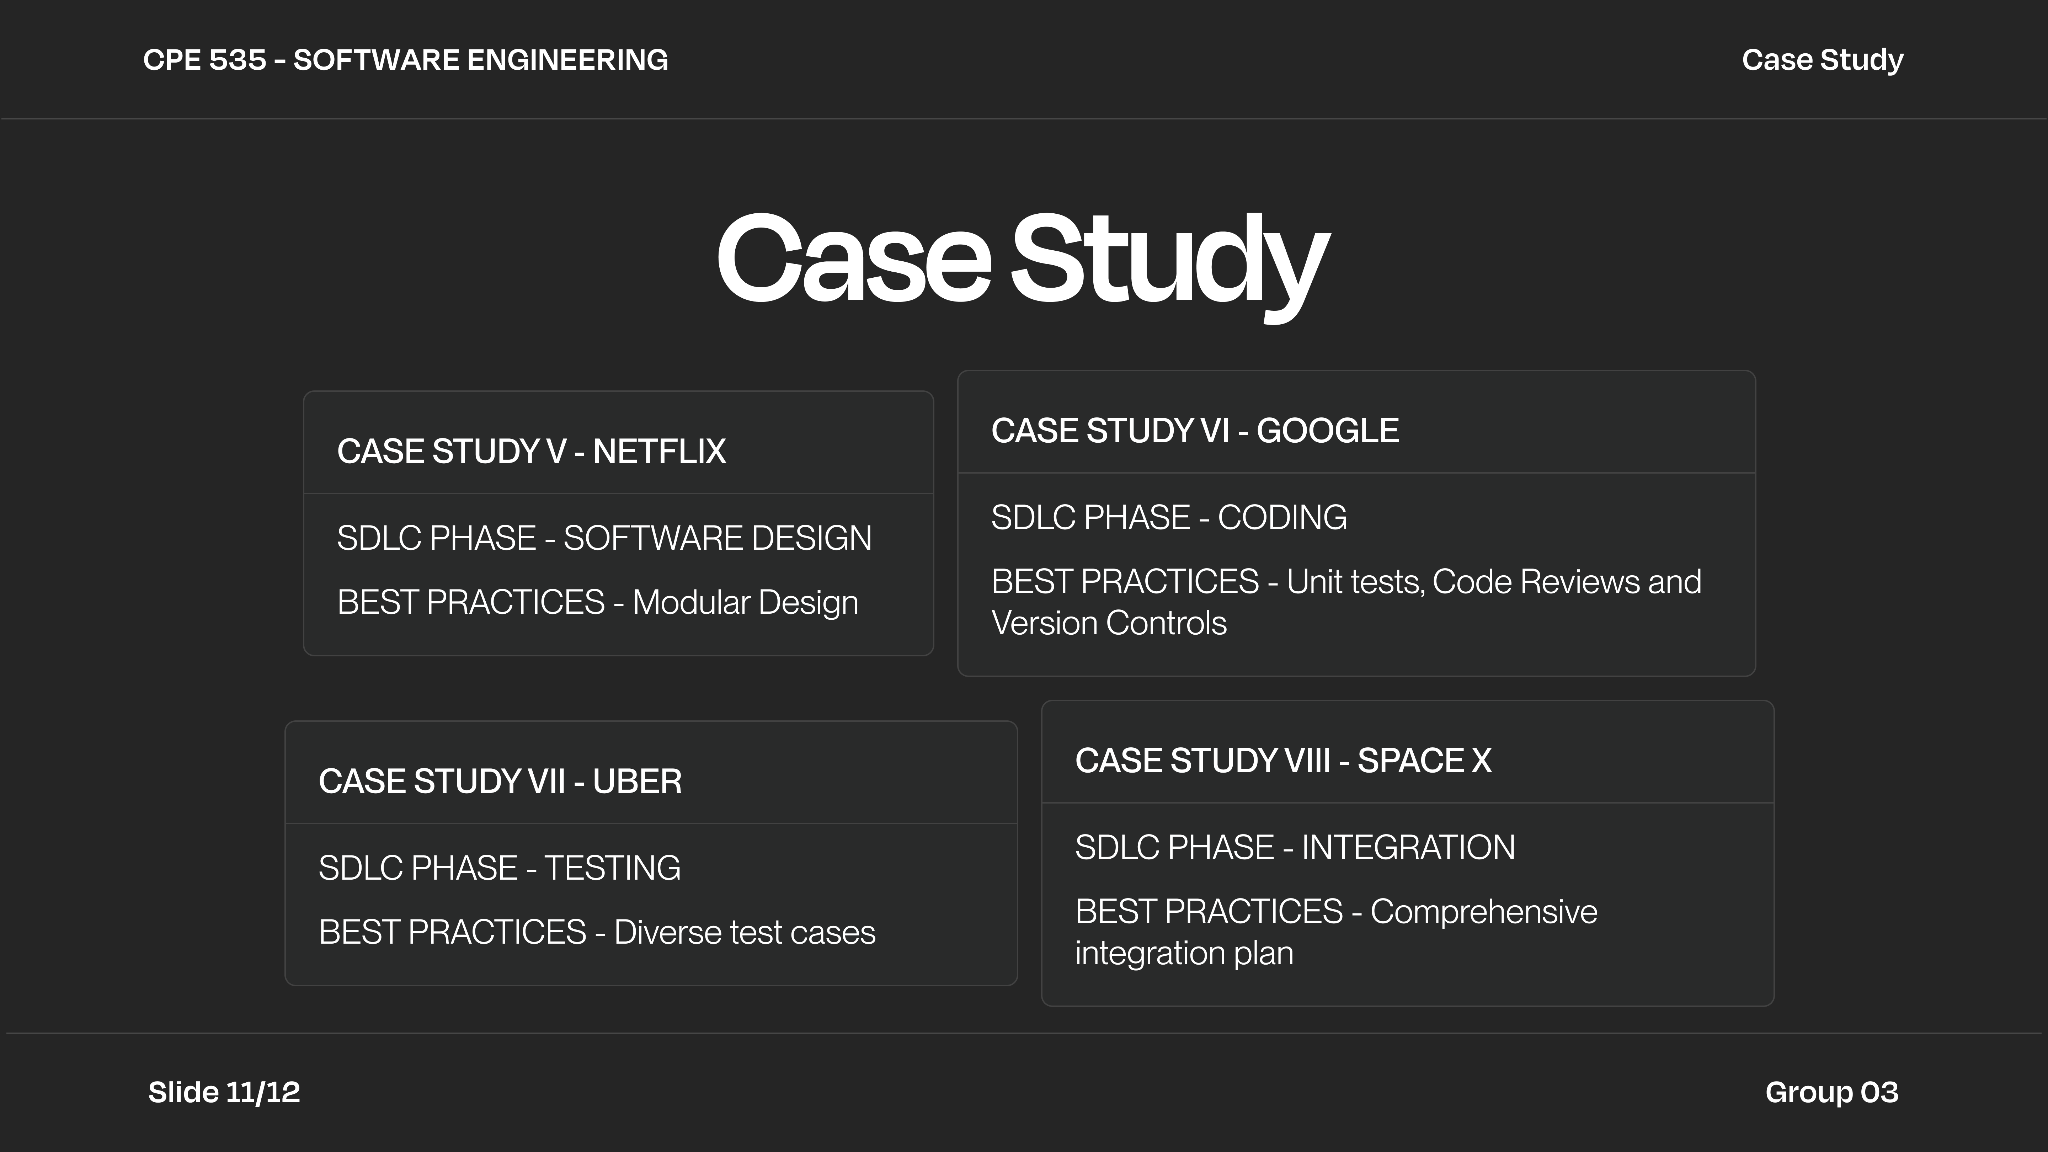 CPE 535 - SOFTWARE ENGINEERING
Case Study
Case Study
CASE STUDY V - NETFLIX
SDLC PHASE - SOFTWARE DESIGN
BEST PRACTICES - Modular Design
CASE STUDY VI - GOOGLE
SDLC PHASE - CODING
BEST PRACTICES - Unit tests, Code Reviews and
Version Controls
CASE STUDY VII - UBER
SDLC PHASE - TESTING
BEST PRACTICES - Diverse test cases
CASE STUDY VIII - SPACE X
SDLC PHASE - INTEGRATION
BEST PRACTICES - Comprehensive
integration plan
Slide 11/12
Group 03